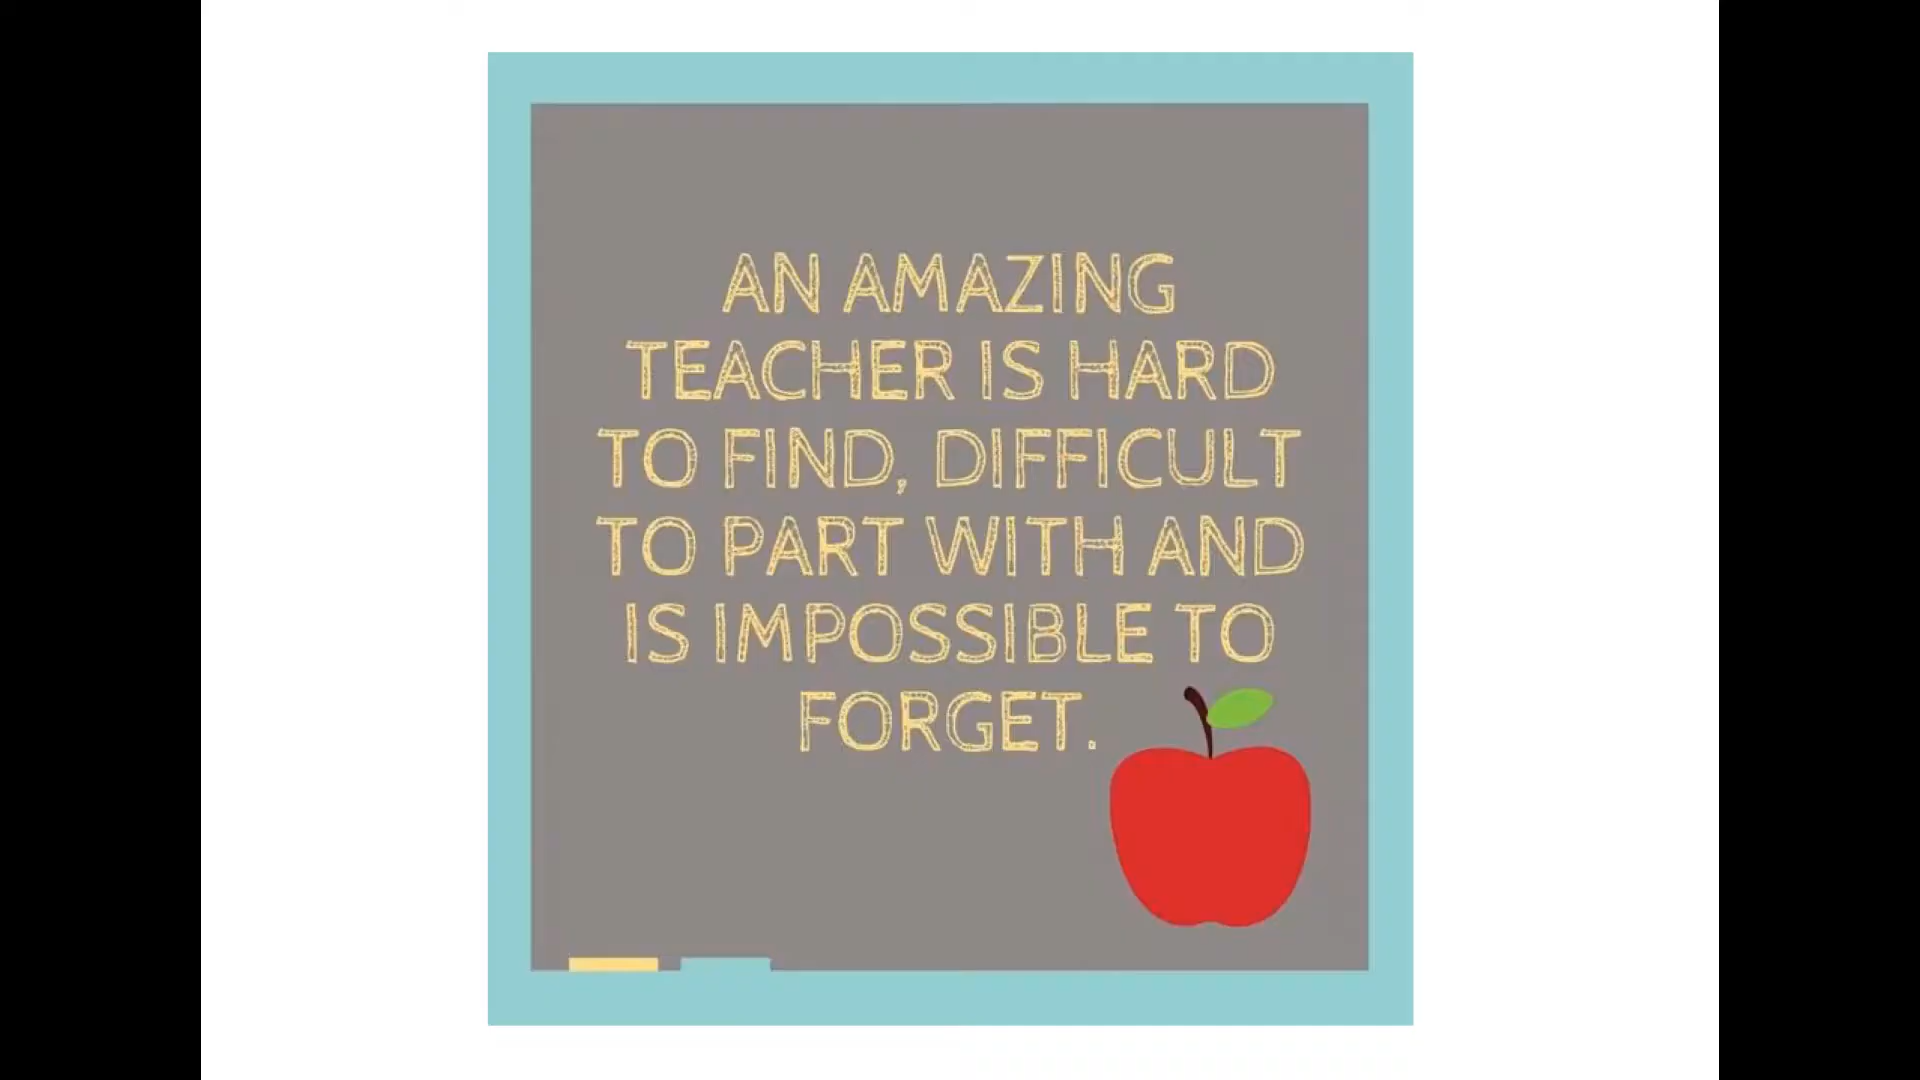 AN AMAZING
TEACHER IS HARD
TO FIND, DIFFICULT
TO PART WITH AND
IS IMPOSSIBLE TO
FORGET.